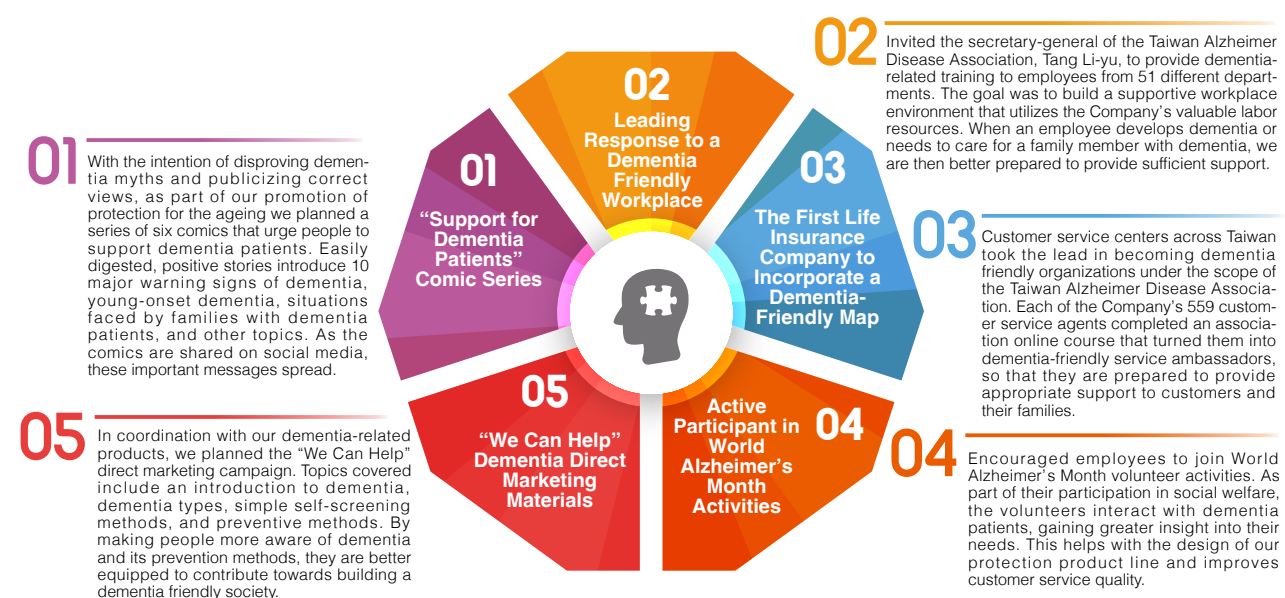 01
With the intention of disproving demen-
tia myths and publicizing correct
views, as part of our promotion of
protection for the ageing we planned a
series of six comics that urge people to
support dementia patients. Easily
digested, positive stories introduce 10
major warning signs of dementia,
young-onset dementia, situations
faced by families with dementia
patients, and other topics. As the
comics are shared on social media,
these important messages spread.
02
Invited the secretary-general of the Taiwan Alzheimer
Disease Association, Tang Li-yu, to provide dementia-
related training to employees from 51 different depart-
ments. The goal was to build a supportive workplace
environment that utilizes the Company's valuable labor
resources. When an employee develops dementia or
needs to care for a family member with dementia, we
are then better prepared to provide sufficient support.
03
Customer service centers across Taiwan
took the lead in becoming dementia
friendly organizations under the scope of
the Taiwan Alzheimer Disease Associa-
tion. Each of the Company's 559 custom-
er service agents completed an associa-
tion online course that turned them into
dementia-friendly service ambassadors,
so that they are prepared to provide
appropriate support to customers and
their families.
04
Encouraged employees to join World
Alzheimer's Month volunteer activities. As
part of their participation in social welfare,
the volunteers interact with dementia
patients, gaining greater insight into their
needs. This helps with the design of our
protection product line and improves
customer service quality.
05
In coordination with our dementia-related
products, we planned the “We Can Help”
direct marketing campaign. Topics covered
include an introduction to dementia,
dementia types, simple self-screening
methods, and preventive methods. By
making people more aware of dementia
and its prevention methods, they are better
equipped to contribute towards building a
dementia friendly society.
01
“Support for
Dementia
Patients”
Comic Series
02
Leading
Response to a
Dementia
Friendly
Workplace
03
The First Life
Insurance
Company to
Incorporate a
Dementia-
Friendly Map
04
Active
Participant in
World
Alzheimer's
Month
Activities
05
“We Can Help”
Dementia Direct
Marketing
Materials